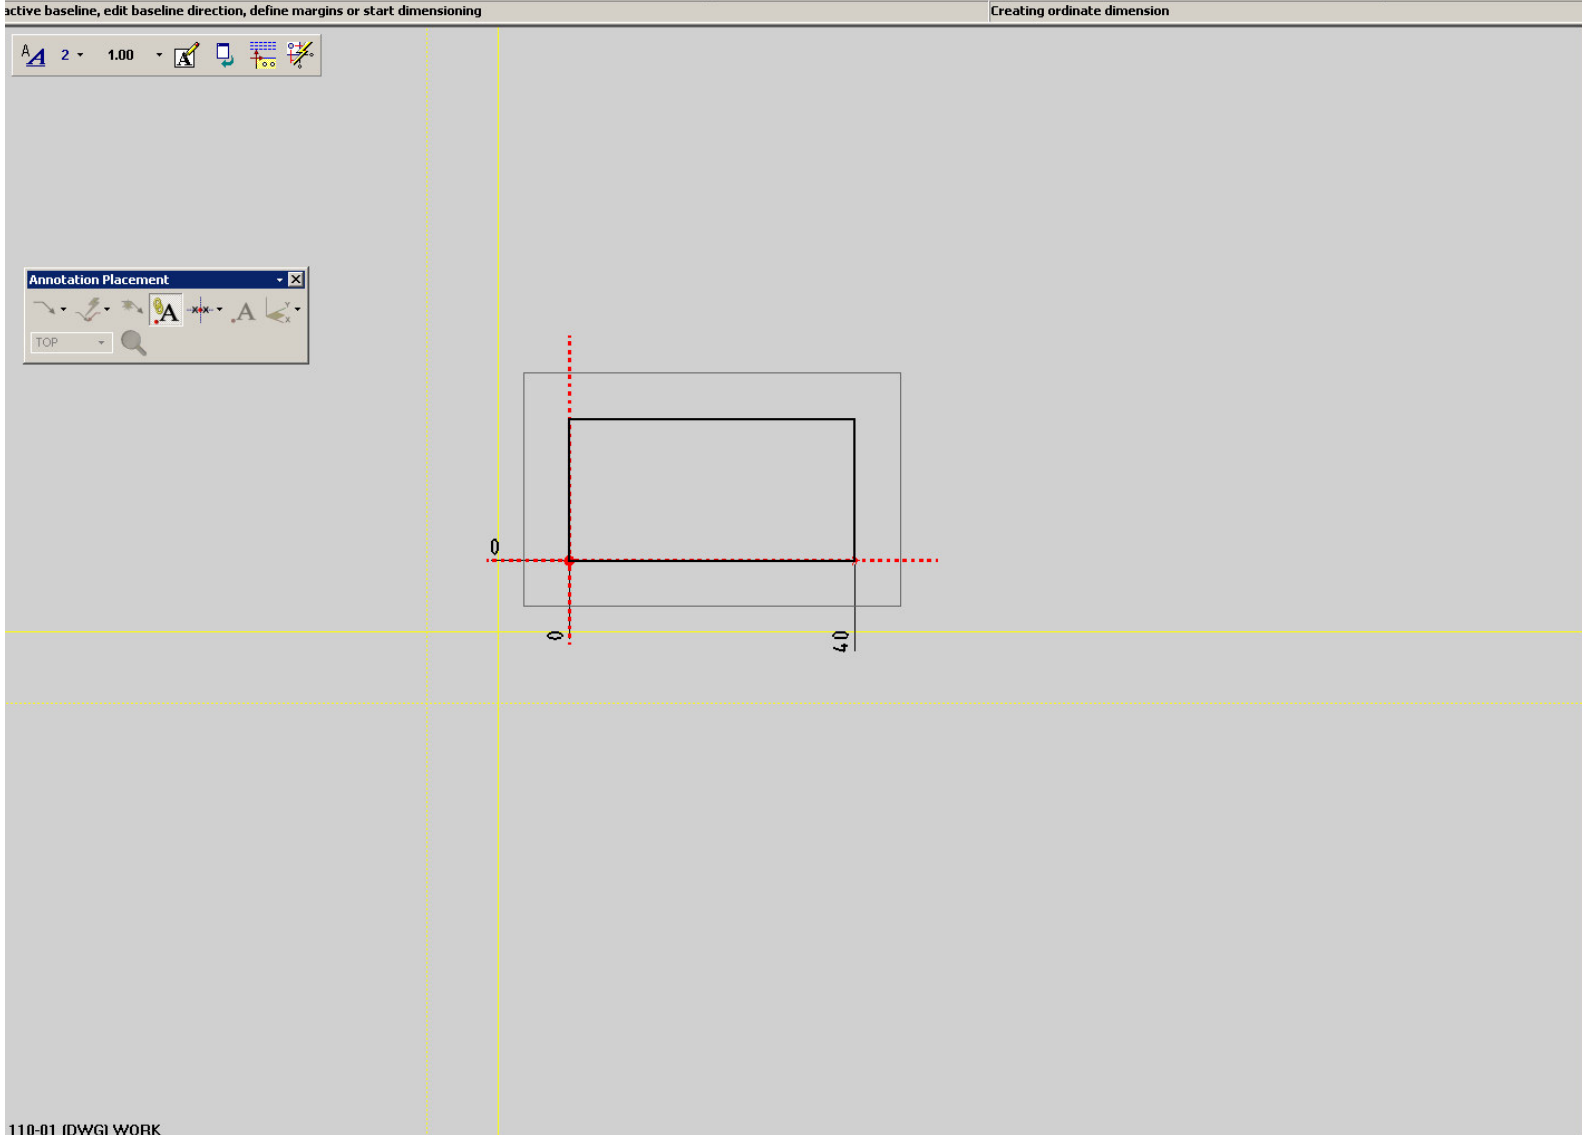 active baseline, edit baseline direction, define margins or start dimensioning
Creating ordinate dimension
A A 2 1.00 A
Annotation Placement
A A Y X
TOP
0
0
40
110-01 (DWG) WORK